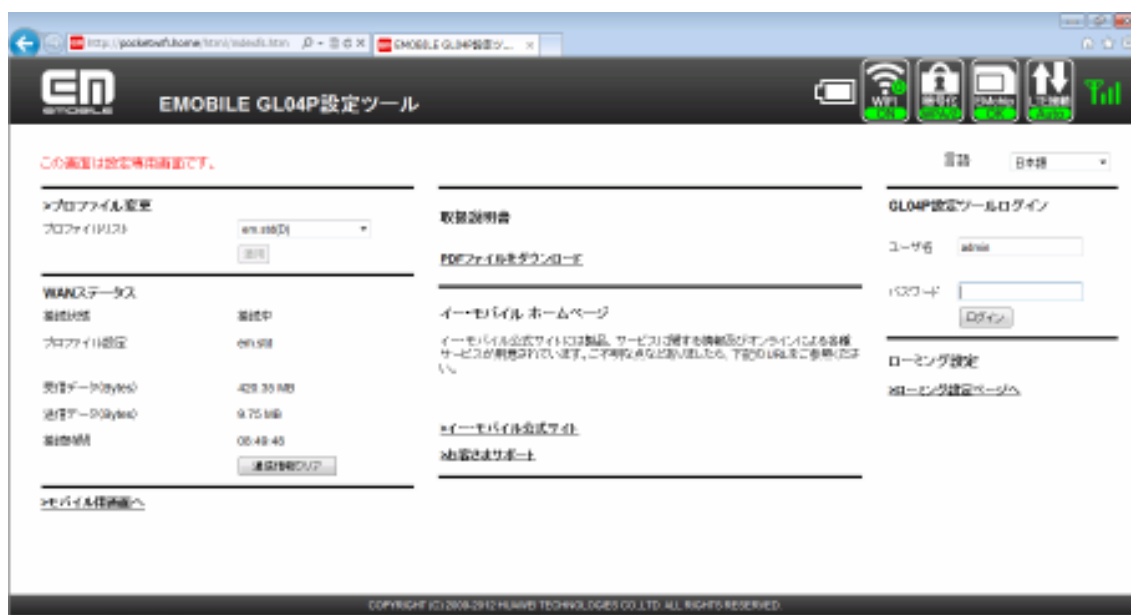 EMOBILE GL04P設定ツ...
EM
EMOBILE
EMOBILE GL04P設定ツール
WiFi
ON
暗号化
EMchip
OK
LTE接続
Auto
この画面は設定専用画面です。
言語 日本語
>プロファイル変更
プロファイルリスト em.std(D)
適用
WANステータス
接続状態 接続中
プロファイル設定 em.std
受信データ(Bytes)
送信データ(Bytes) 9.75 MB
接続時間
通信情報クリア
>モバイル用画面へ
取扱説明書
PDFファイルをダウンロード
イー・モバイル ホームページ
イー・モバイル公式サイトには製品、サービスに関する情報及びオンラインによる各種
サービスが用意されています。ご不明な点などありましたら、下記のURLをご参照くださ
い。
>イー・モバイル公式サイト
>お客さまサポート
GL04P設定ツールログイン
ユーザ名 admin
パスワード
ログイン
ローミング設定
>ローミング設定ページへ
COPYRIGHT (C) 2009-2012 HUAWEI TECHNOLOGIES CO.,LTD. ALL RIGHTS RESERVED.